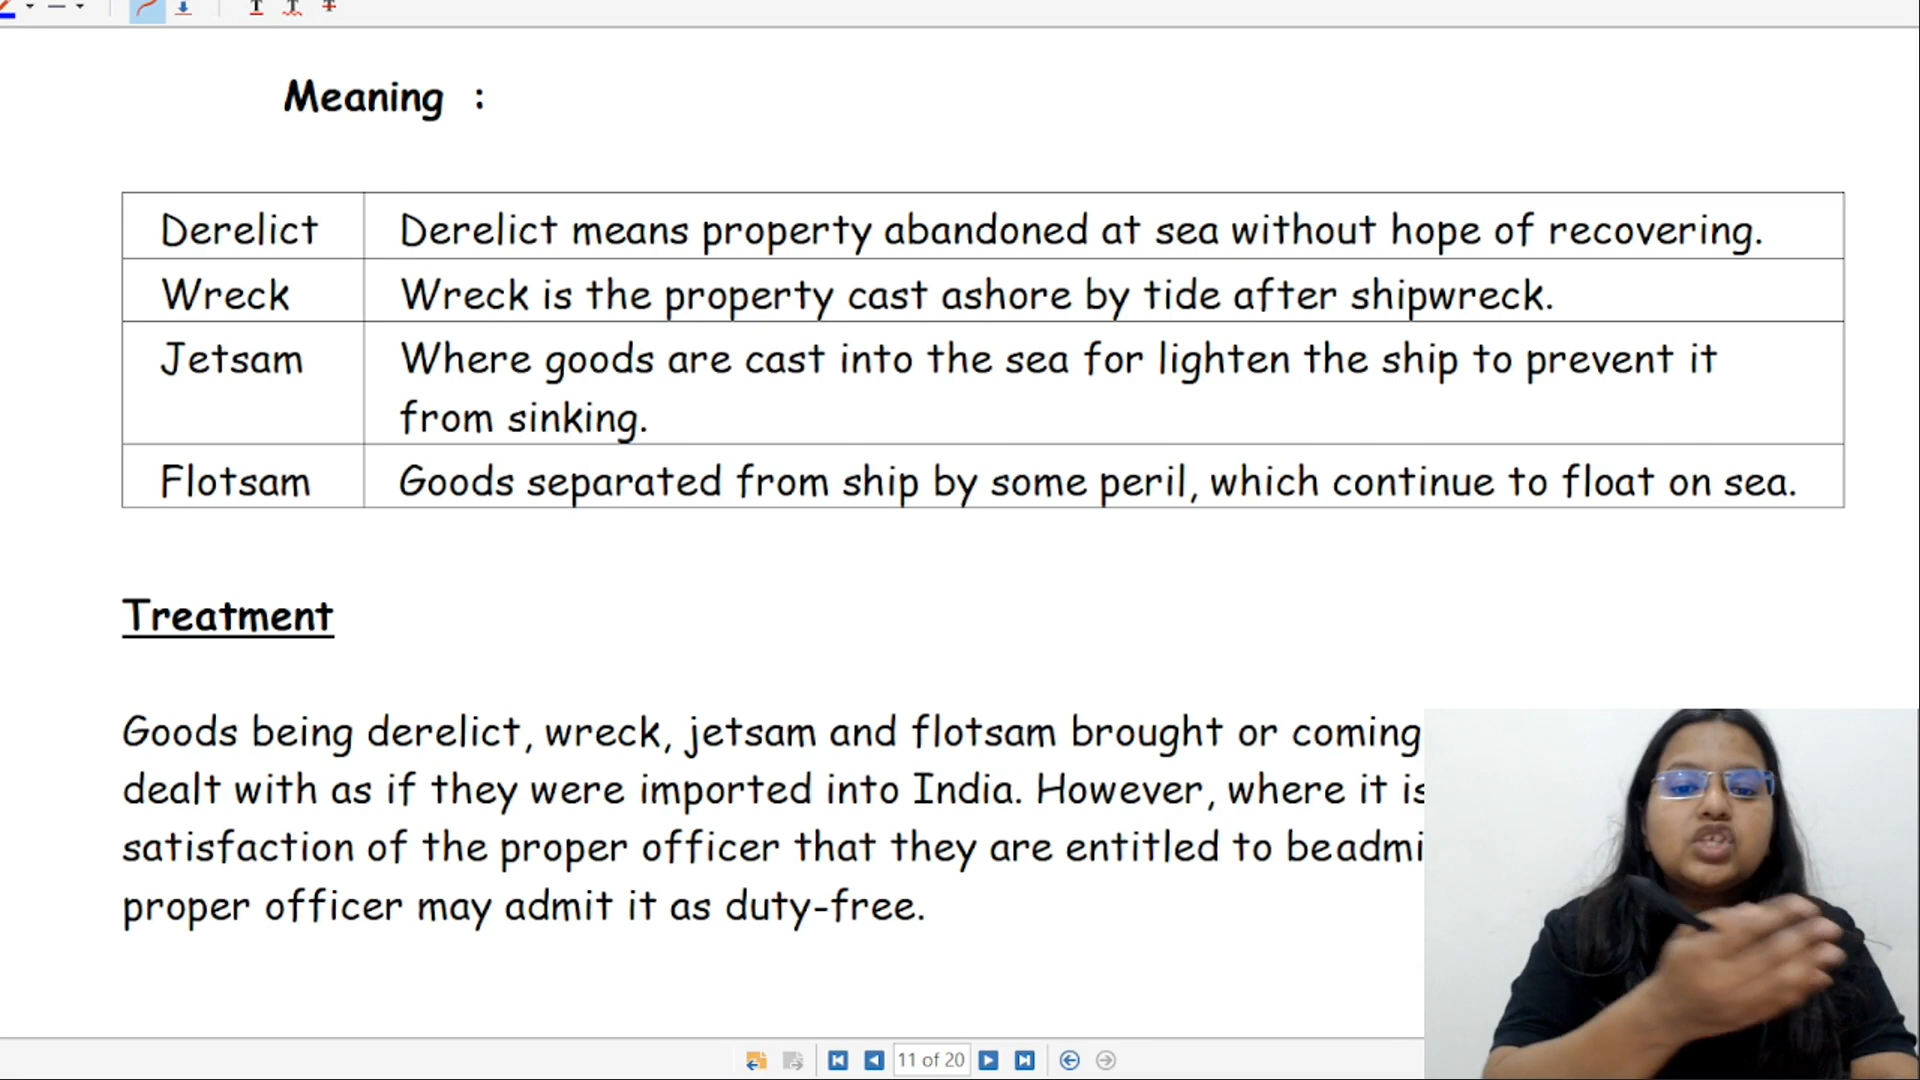 Meaning :
Derelict Derelict means property abandoned at sea without hope of recovering.
Wreck Wreck is the property cast ashore by tide after shipwreck.
Jetsam Where goods are cast into the sea for lighten the ship to prevent it
from sinking.
Flotsam Goods separated from ship by some peril, which continue to float on sea.
Treatment
Goods being derelict, wreck, jetsam and flotsam brought or coming
dealt with as if they were imported into India. However, where it is
satisfaction of the proper officer that they are entitled to beadmi
proper officer may admit it as duty-free.
11 of 20